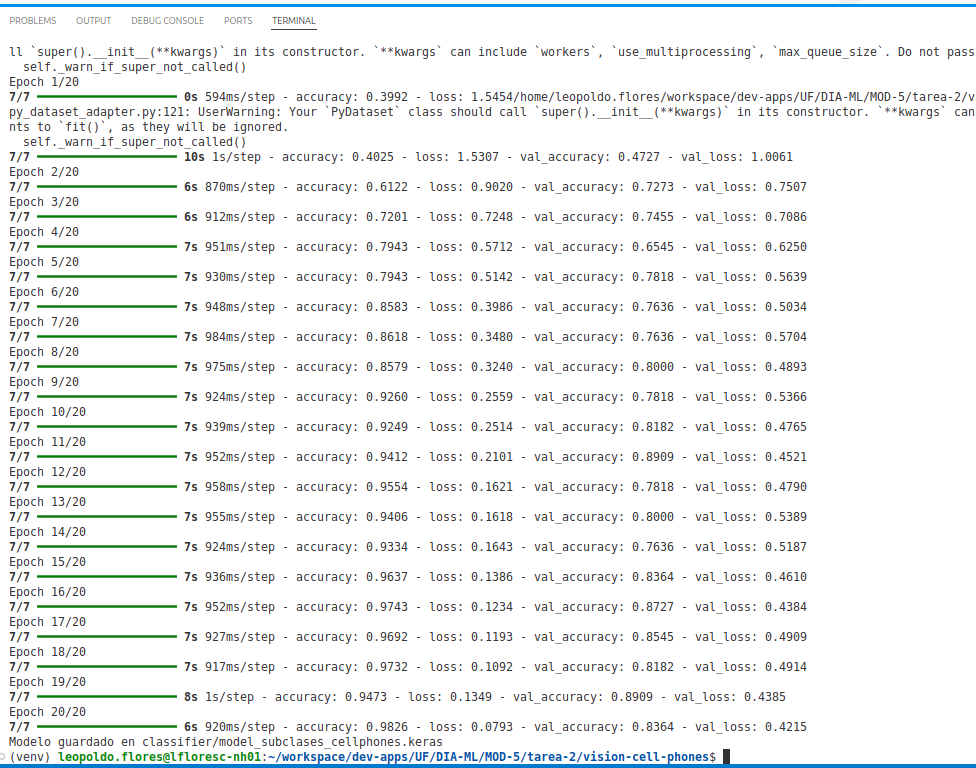 PROBLEMS OUTPUT DEBUG CONSOLE PORTS TERMINAL
ll `super().__init__(**kwargs)` in its constructor. `**kwargs` can include `workers`, `use_multiprocessing`, `max_queue_size`. Do not pass
self._warn_if_super_not_called()
Epoch 1/20
7/7 0s 594ms/step - accuracy: 0.3992 - loss: 1.5454/home/leopoldo.flores/workspace/dev-apps/UF/DIA-ML/MOD-5/tarea-2/v
py_dataset_adapter.py:121: UserWarning: Your `PyDataset` class should call `super().__init__(**kwargs)` in its constructor. `**kwargs` can
nts to `fit()`, as they will be ignored.
self._warn_if_super_not_called()
7/7 10s 1s/step - accuracy: 0.4025 - loss: 1.5307 - val_accuracy: 0.4727 - val_loss: 1.0061
Epoch 2/20
7/7 6s 870ms/step - accuracy: 0.6122 - loss: 0.9020 - val_accuracy: 0.7273 - val_loss: 0.7507
Epoch 3/20
7/7 6s 912ms/step - accuracy: 0.7201 - loss: 0.7248 - val_accuracy: 0.7455 - val_loss: 0.7086
Epoch 4/20
7/7 7s 951ms/step - accuracy: 0.7943 - loss: 0.5712 - val_accuracy: 0.6545 - val_loss: 0.6250
Epoch 5/20
7/7 7s 930ms/step - accuracy: 0.7943 - loss: 0.5142 - val_accuracy: 0.7818 - val_loss: 0.5639
Epoch 6/20
7/7 7s 948ms/step - accuracy: 0.8583 - loss: 0.3986 - val_accuracy: 0.7636 - val_loss: 0.5034
Epoch 7/20
7/7 7s 984ms/step - accuracy: 0.8618 - loss: 0.3480 - val_accuracy: 0.7636 - val_loss: 0.5704
Epoch 8/20
7/7 7s 975ms/step - accuracy: 0.8579 - loss: 0.3240 - val_accuracy: 0.8000 - val_loss: 0.4893
Epoch 9/20
7/7 7s 924ms/step - accuracy: 0.9260 - loss: 0.2559 - val_accuracy: 0.7818 - val_loss: 0.5366
Epoch 10/20
7/7 7s 939ms/step - accuracy: 0.9249 - loss: 0.2514 - val_accuracy: 0.8182 - val_loss: 0.4765
Epoch 11/20
7/7 7s 952ms/step - accuracy: 0.9412 - loss: 0.2101 - val_accuracy: 0.8909 - val_loss: 0.4521
Epoch 12/20
7/7 7s 958ms/step - accuracy: 0.9554 - loss: 0.1621 - val_accuracy: 0.7818 - val_loss: 0.4790
Epoch 13/20
7/7 7s 955ms/step - accuracy: 0.9406 - loss: 0.1618 - val_accuracy: 0.8000 - val_loss: 0.5389
Epoch 14/20
7/7 7s 924ms/step - accuracy: 0.9334 - loss: 0.1643 - val_accuracy: 0.7636 - val_loss: 0.5187
Epoch 15/20
7/7 7s 936ms/step - accuracy: 0.9637 - loss: 0.1386 - val_accuracy: 0.8364 - val_loss: 0.4610
Epoch 16/20
7/7 7s 952ms/step - accuracy: 0.9743 - loss: 0.1234 - val_accuracy: 0.8727 - val_loss: 0.4384
Epoch 17/20
7/7 7s 927ms/step - accuracy: 0.9692 - loss: 0.1193 - val_accuracy: 0.8545 - val_loss: 0.4909
Epoch 18/20
7/7 7s 917ms/step - accuracy: 0.9732 - loss: 0.1092 - val_accuracy: 0.8182 - val_loss: 0.4914
Epoch 19/20
7/7 8s 1s/step - accuracy: 0.9473 - loss: 0.1349 - val_accuracy: 0.8909 - val_loss: 0.4385
Epoch 20/20
7/7 6s 920ms/step - accuracy: 0.9826 - loss: 0.0793 - val_accuracy: 0.8364 - val_loss: 0.4215
Modelo guardado en classifier/model_subclases_cellphones.keras
(venv) leopoldo.flores@lfloresc-nh01:~/workspace/dev-apps/UF/DIA-ML/MOD-5/tarea-2/vision-cell-phones$